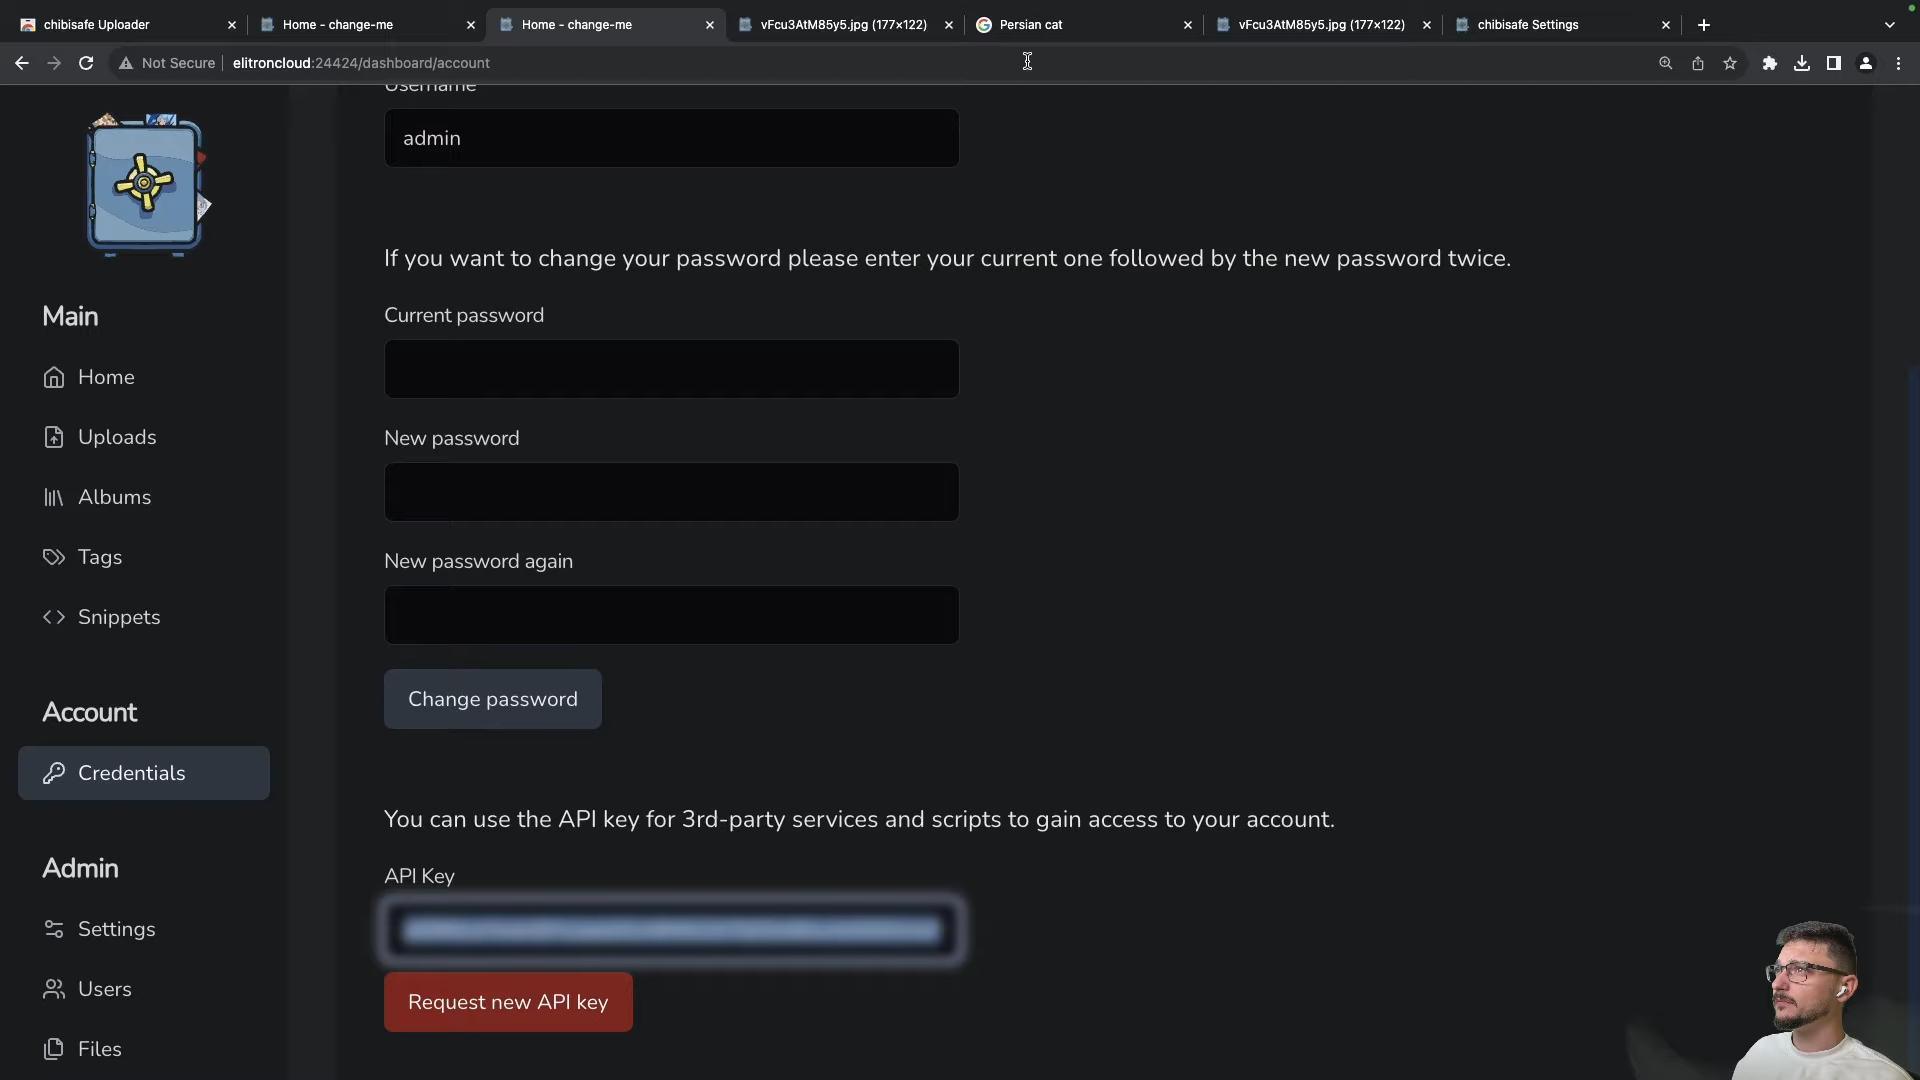 chibisafe Uploader
Home - change-me
Home - change-me
vFcu3AtM85y5.jpg (177×122)
Persian cat
vFcu3AtM85y5.jpg (177×122)
chibisafe Settings
Not Secure
elitroncloud:24424/dashboard/account
Username
admin
If you want to change your password please enter your current one followed by the new password twice.
Current password
New password
New password again
Change password
You can use the API key for 3rd-party services and scripts to gain access to your account.
API Key
Request new API key
Main
Home
Uploads
Albums
Tags
Snippets
Account
Credentials
Admin
Settings
Users
Files